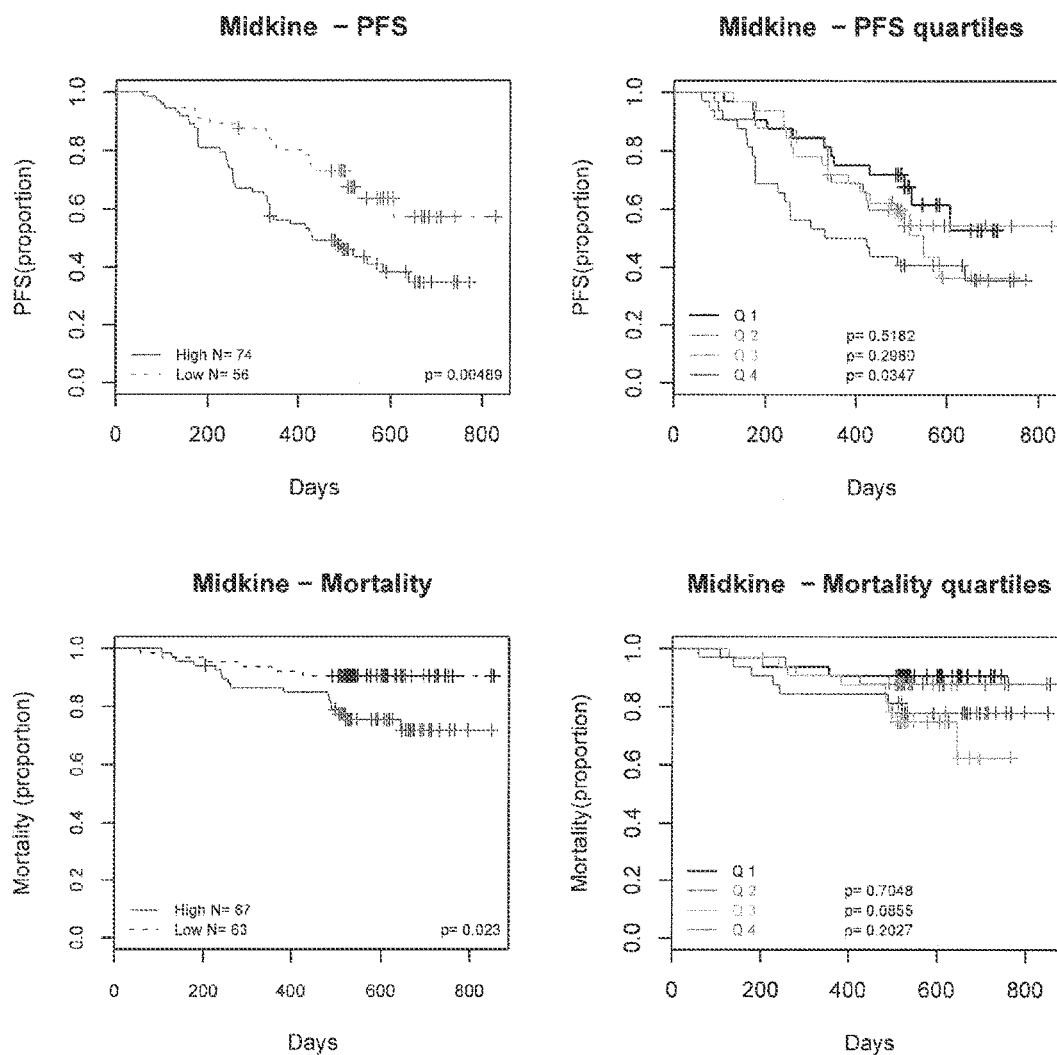 Midkine – PFS
PFS(proportion)
1.0
0.8
0.6
0.4
0.2
0.0
High N= 74
Low N= 56
p= 0.00489
0 200 400 600 800
Days
Midkine – PFS quartiles
PFS(proportion)
1.0
0.8
0.6
0.4
0.2
0.0
Q 1
Q 2 p= 0.5182
Q 3 p= 0.2980
Q 4 p= 0.0347
0 200 400 600 800
Days
Midkine – Mortality
Mortality (proportion)
1.0
0.8
0.6
0.4
0.2
0.0
High N= 67
Low N= 63
p= 0.023
0 200 400 600 800
Days
Midkine – Mortality quartiles
Mortality(proportion)
1.0
0.8
0.6
0.4
0.2
0.0
Q 1
Q 2 p= 0.7048
Q 3 p= 0.0855
Q 4 p= 0.2027
0 200 400 600 800
Days